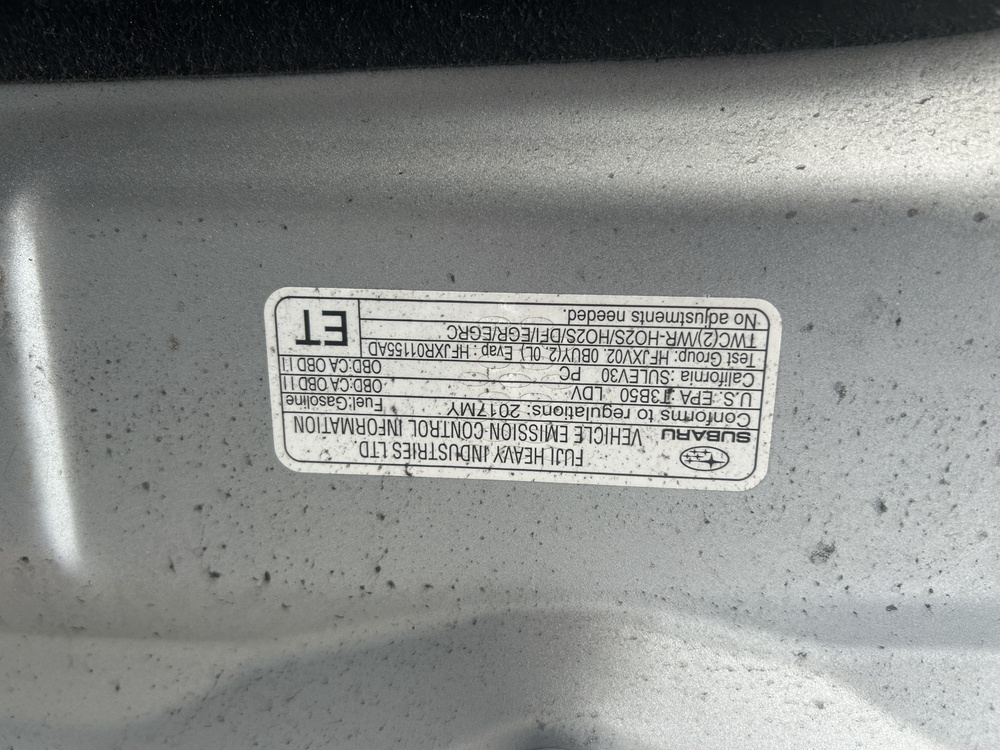 FUJI HEAVY INDUSTRIES LTD.
SUBARU VEHICLE EMISSION CONTROL INFORMATION
Conforms to regulations: 2017MY Fuel:Gasoline
U.S. EPA :T3B50 LDV OBD:CA OBD II
California :SULEV30 PC OBD:CA OBD II
Test Group: HFJXV02. 0BUY(2. 0L) Evap : HFJXR01155AD
TWC(2)/WR-HO2S/HO2S/DFI/EGR/EGRC
No adjustments needed.
ET